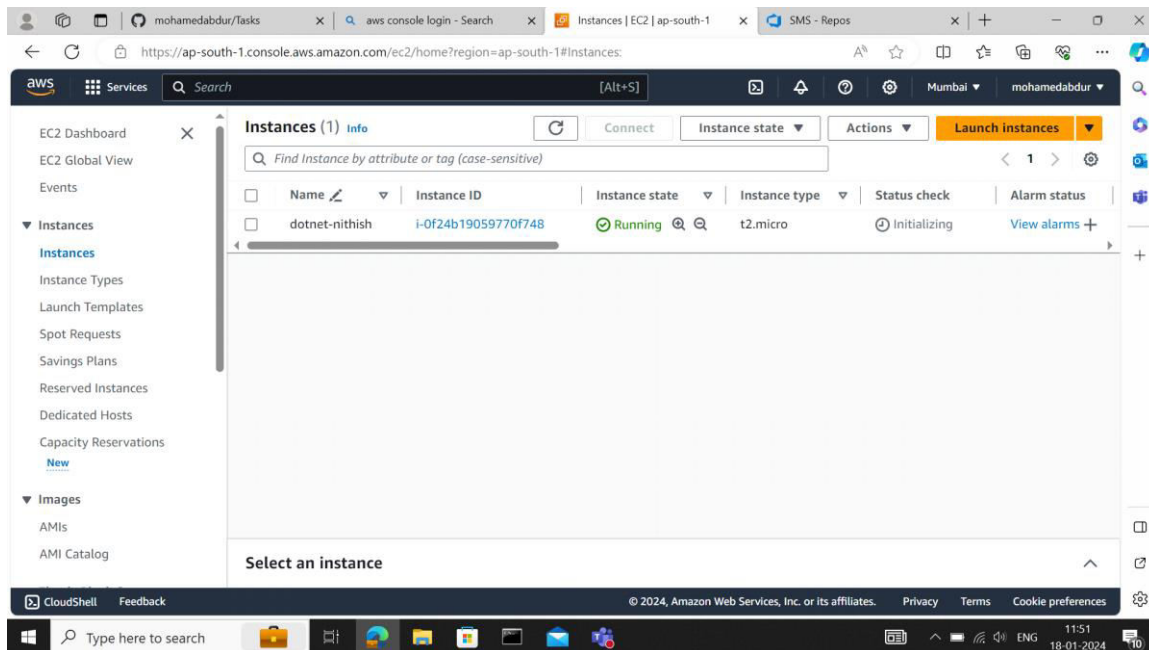 mohamedabdur/Tasks
aws console login - Search
Instances | EC2 | ap-south-1
SMS - Repos
https://ap-south-1.console.aws.amazon.com/ec2/home?region=ap-south-1#Instances:
aws
Services
Search
[Alt+S]
Mumbai
mohamedabdur
EC2 Dashboard
EC2 Global View
Events
Instances
Instances
Instance Types
Launch Templates
Spot Requests
Savings Plans
Reserved Instances
Dedicated Hosts
Capacity Reservations
New
Images
AMIs
AMI Catalog
Instances (1) Info
Connect
Instance state
Actions
Launch instances
Find Instance by attribute or tag (case-sensitive)
1
Name Instance ID Instance state Instance type Status check Alarm status
dotnet-nithish i-0f24b19059770f748 Running t2.micro Initializing View alarms
Select an instance
CloudShell Feedback © 2024, Amazon Web Services, Inc. or its affiliates. Privacy Terms Cookie preferences
Type here to search
ENG
11:51
18-01-2024
10